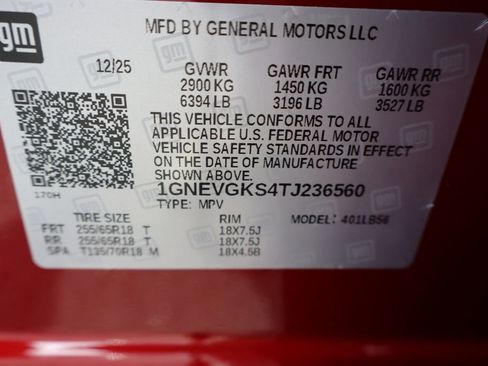 gm
MFD BY GENERAL MOTORS LLC
12/25 GVWR GAWR FRT GAWR RR
2900 KG 1450 KG 1600 KG
6394 LB 3196 LB 3527 LB
THIS VEHICLE CONFORMS TO ALL
APPLICABLE U.S. FEDERAL MOTOR
VEHICLE SAFETY STANDARDS IN EFFECT
ON THE DATE OF MANUFACTURE
SHOWN ABOVE.
170H 1GNEVGKS4TJ236560
TYPE: MPV
TIRE SIZE RIM MODEL: 401LB56
FRT 255/65R18 T 18X7.5J
RR 255/65R18 T 18X7.5J
SPA T135/70R18 M 18X4.5B